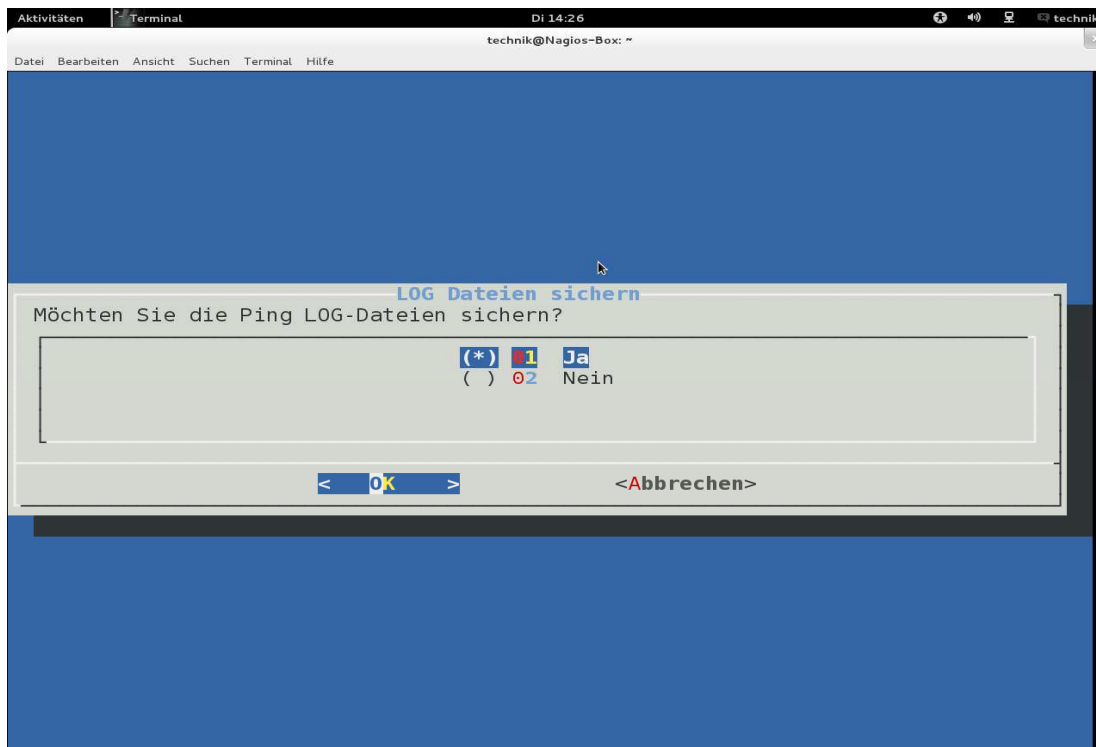 Aktivitäten Terminal Di 14:26 technik
technik@Nagios-Box: ~
Datei Bearbeiten Ansicht Suchen Terminal Hilfe
LOG Dateien sichern
Möchten Sie die Ping LOG-Dateien sichern?
(*) 01 Ja
( ) 02 Nein
< OK > <Abbrechen>